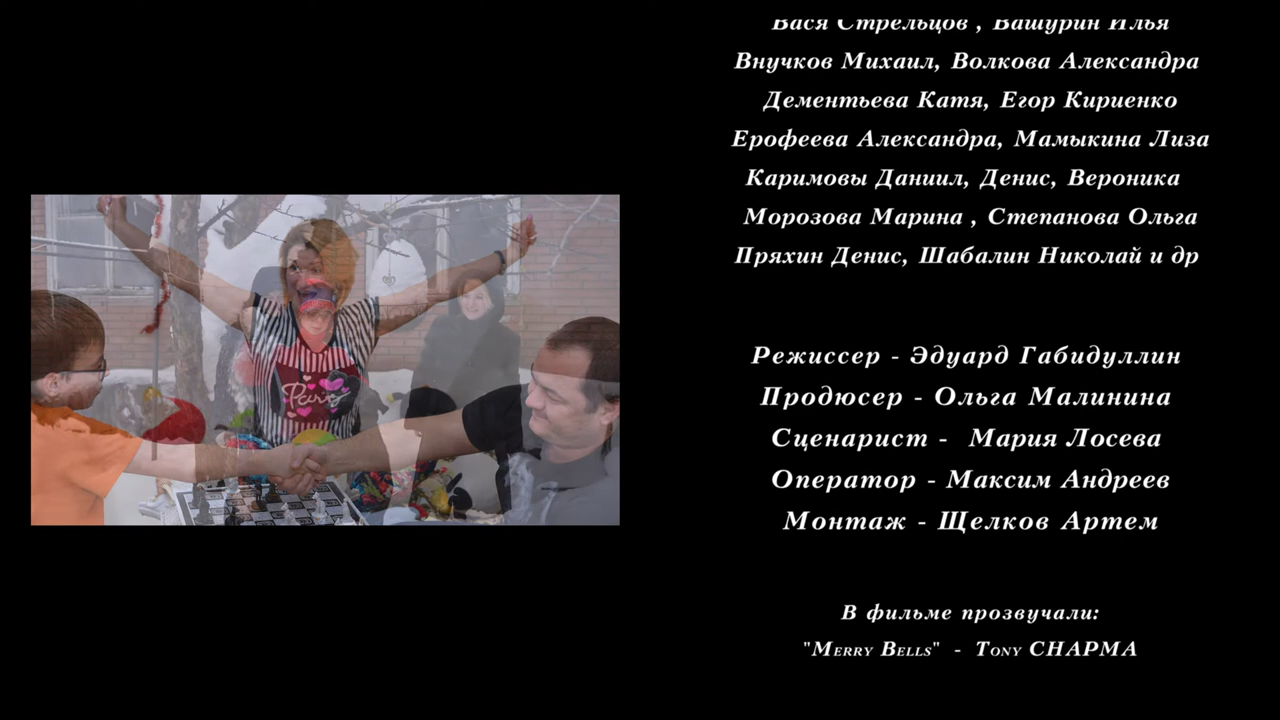 Вася Стрельцов , Вашурин Илья
Внучков Михаил, Волкова Александра
Дементьева Катя, Егор Кириенко
Ерофеева Александра, Мамыкина Лиза
Каримовы Даниил, Денис, Вероника
Морозова Марина , Степанова Ольга
Пряхин Денис, Шабалин Николай и др
Режиссер - Эдуард Габидуллин
Продюсер - Ольга Малинина
Сценарист - Мария Лосева
Оператор - Максим Андреев
Монтаж - Щелков Артем
В фильме прозвучали:
"Merry Bells" - Tony CHAPMA
Paris